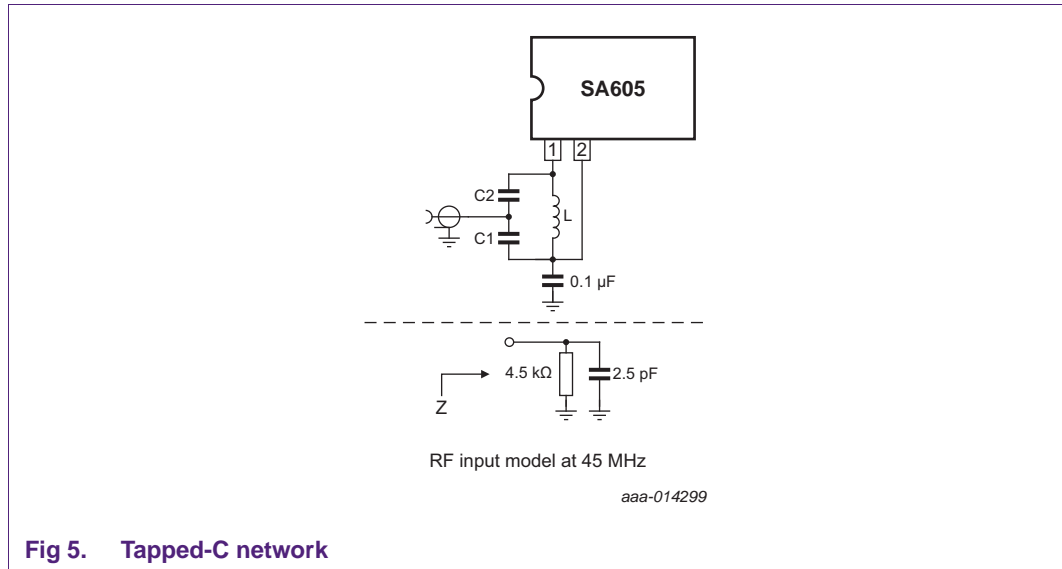 SA605
1 2
C2
L
C1
0.1 µF
4.5 kΩ
2.5 pF
Z
RF input model at 45 MHz
aaa-014299
Fig 5. Tapped-C network